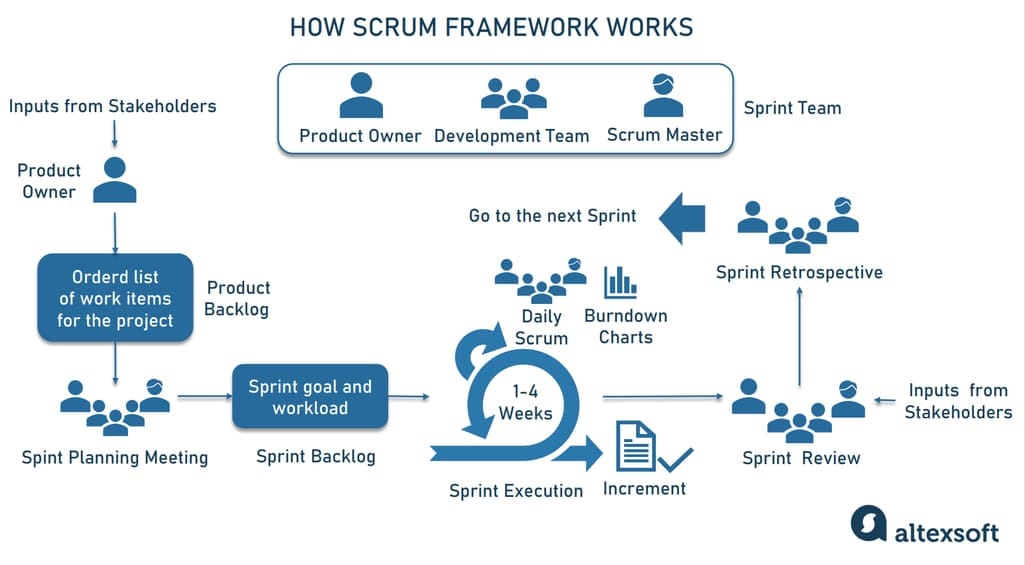 HOW SCRUM FRAMEWORK WORKS
Product Owner
Development Team
Scrum Master
Sprint Team
Inputs from Stakeholders
Product
Owner
Orderd list
of work items
for the project
Product
Backlog
Spint Planning Meeting
Sprint goal and
workload
Sprint Backlog
Daily
Scrum
Burndown
Charts
1-4
Weeks
Sprint Execution
Increment
Inputs from
Stakeholders
Sprint Review
Sprint Retrospective
Go to the next Sprint
altexsoft